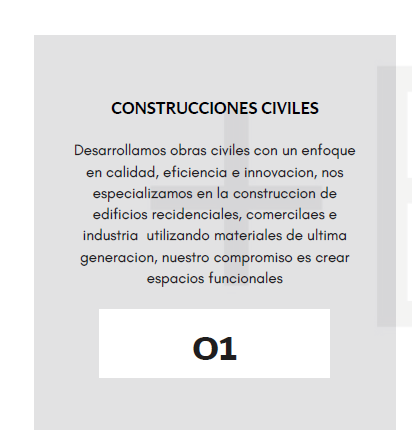 CONSTRUCCIONES CIVILES
Desarrollamos obras civiles con un enfoque
en calidad, eficiencia e innovacion, nos
especializamos en la construccion de
edificios recidenciales, comercilaes e
industria  utilizando materiales de ultima
generacion, nuestro compromiso es crear
espacios funcionales
01